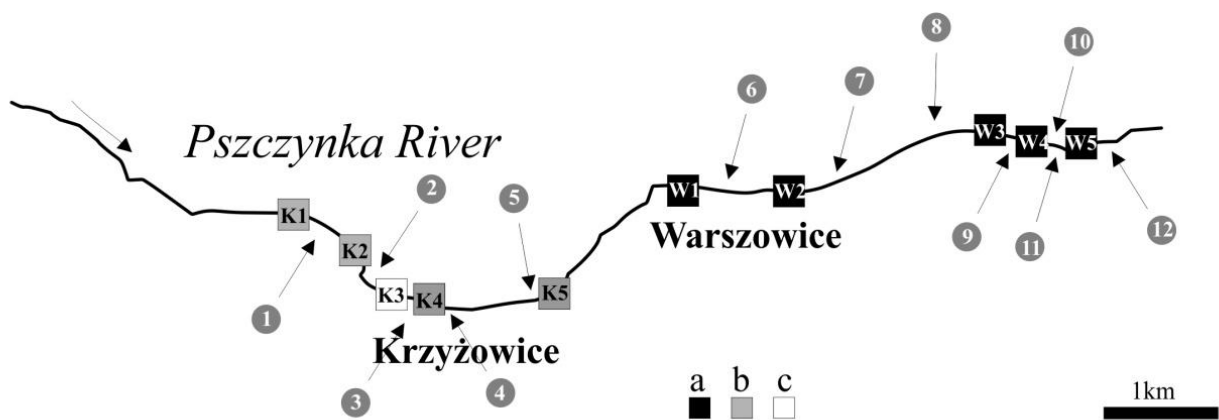 8
10
6
7
Pszczynka River
2
W3
W4
W5
5
K1
W1
W2
K2
Warszowice
9
11
12
K3
K4
K5
1
Krzyżowice
3
4
a b c
1km